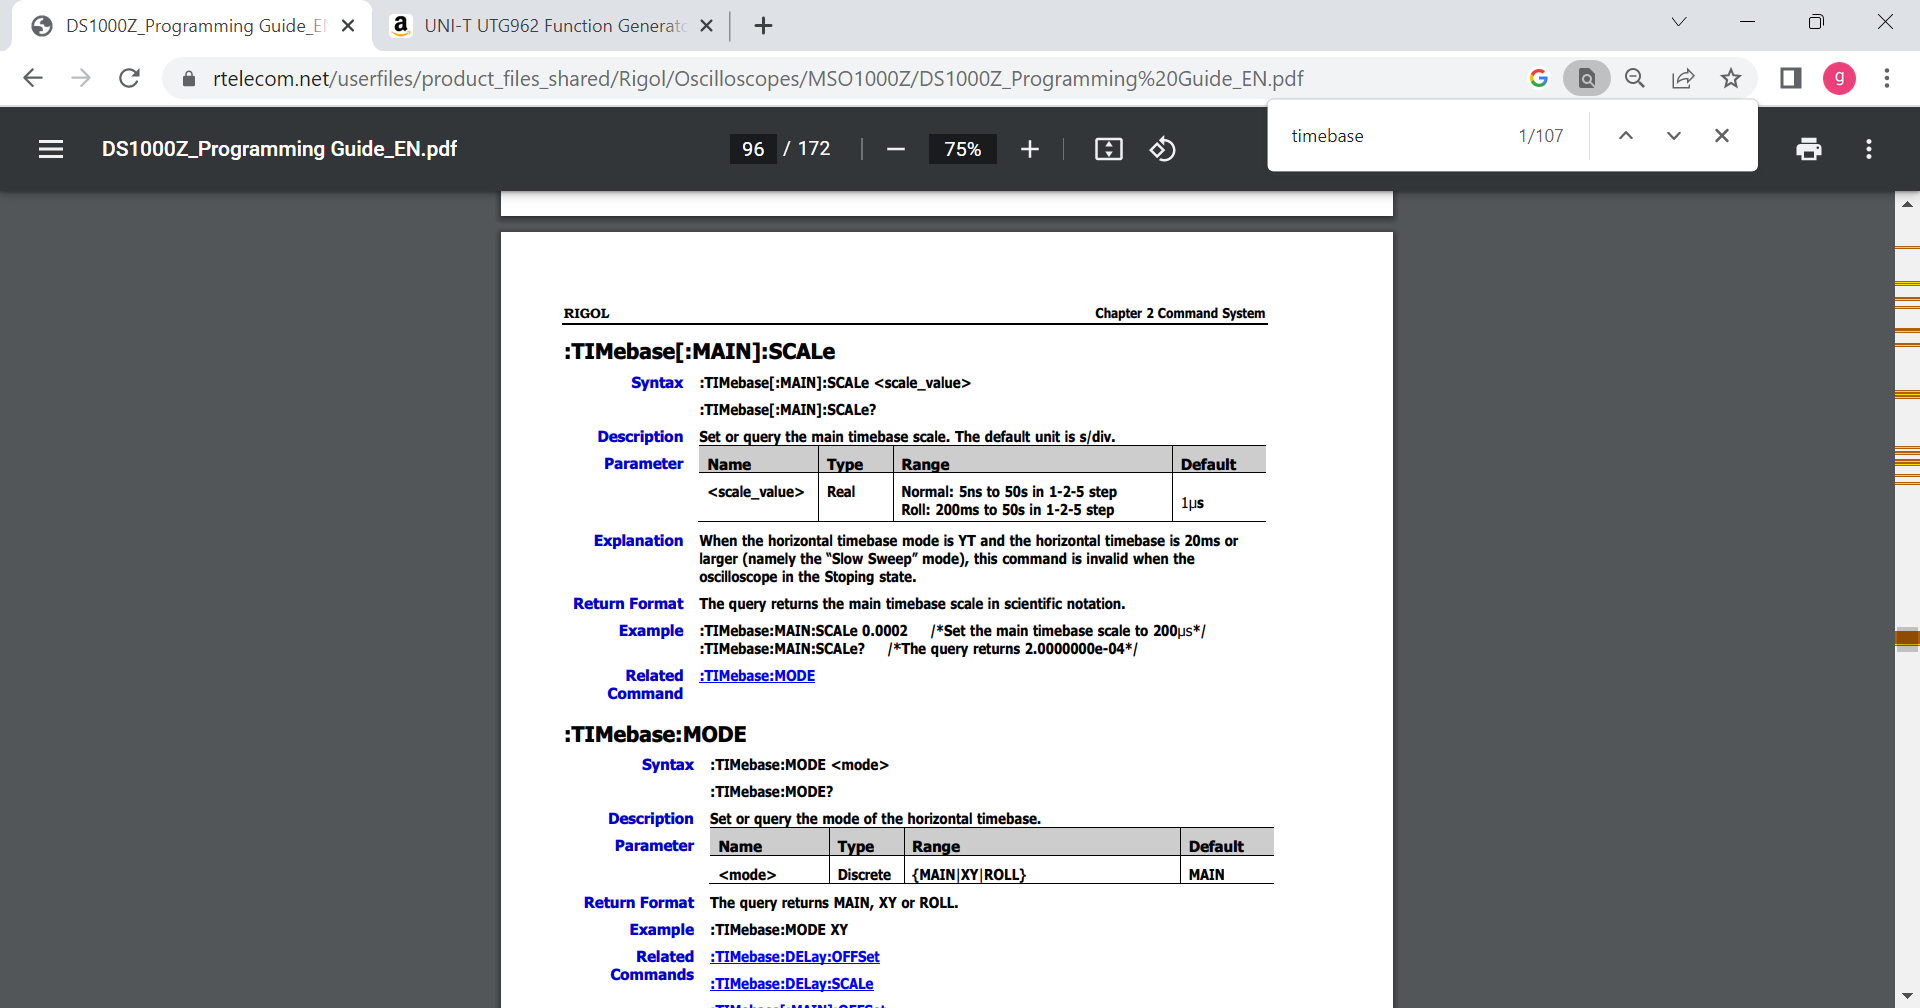 DS1000Z_Programming Guide_EN
UNI-T UTG962 Function Generato
rtelecom.net/userfiles/product_files_shared/Rigol/Oscilloscopes/MSO1000Z/DS1000Z_Programming%20Guide_EN.pdf
g
timebase 1/107
DS1000Z_Programming Guide_EN.pdf
96 / 172
75%
RIGOL
Chapter 2 Command System
:TIMebase[:MAIN]:SCALe
Syntax :TIMebase[:MAIN]:SCALe <scale_value>
:TIMebase[:MAIN]:SCALe?
Description Set or query the main timebase scale. The default unit is s/div.
Parameter Name Type Range Default
<scale_value> Real Normal: 5ns to 50s in 1-2-5 step
Roll: 200ms to 50s in 1-2-5 step
1μs
Explanation When the horizontal timebase mode is YT and the horizontal timebase is 20ms or
larger (namely the “Slow Sweep” mode), this command is invalid when the
oscilloscope in the Stoping state.
Return Format The query returns the main timebase scale in scientific notation.
Example :TIMebase:MAIN:SCALe 0.0002 /*Set the main timebase scale to 200μs*/
:TIMebase:MAIN:SCALe? /*The query returns 2.0000000e-04*/
Related :TIMebase:MODE
Command
:TIMebase:MODE
Syntax :TIMebase:MODE <mode>
:TIMebase:MODE?
Description Set or query the mode of the horizontal timebase.
Parameter Name Type Range Default
<mode> Discrete {MAIN|XY|ROLL} MAIN
Return Format The query returns MAIN, XY or ROLL.
Example :TIMebase:MODE XY
Related :TIMebase:DELay:OFFSet
Commands
:TIMebase:DELay:SCALe
:TIMebase[:MAIN]:OFFSet